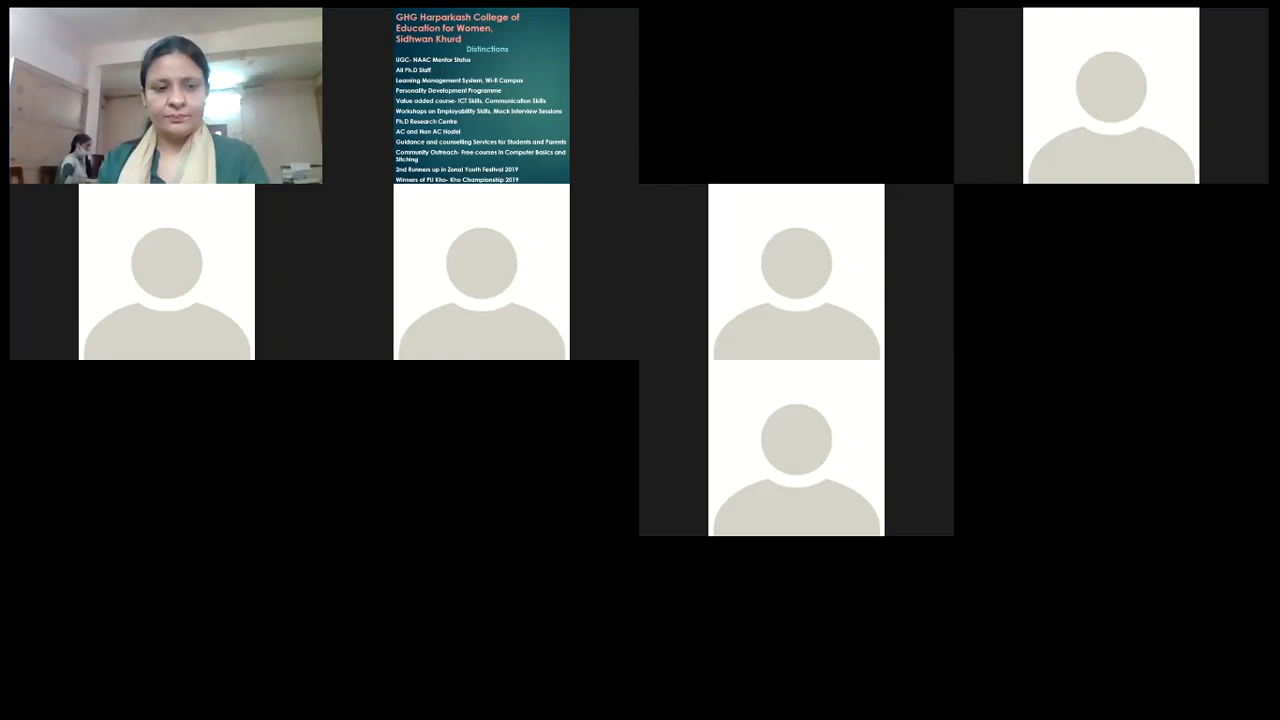 GHG Harparkash College of
Education for Women,
Sidhwan Khurd
Distinctions
UGC- NAAC Mentor Status
All Ph.D Staff
Learning Management System, Wi-fi Campus
Personality Development Programme
Value added course- ICT Skills, Communication Skills
Workshops on Employability Skills, Mock Interview Sessions
Ph.D Research Centre
AC and Non AC Hostel
Guidance and counselling Services for Students and Parents
Community Outreach- Free courses in Computer Basics and
Stiching
2nd Runners up in Zonal Youth Festival 2019
Winners of PU Kho- Kho Championship 2019